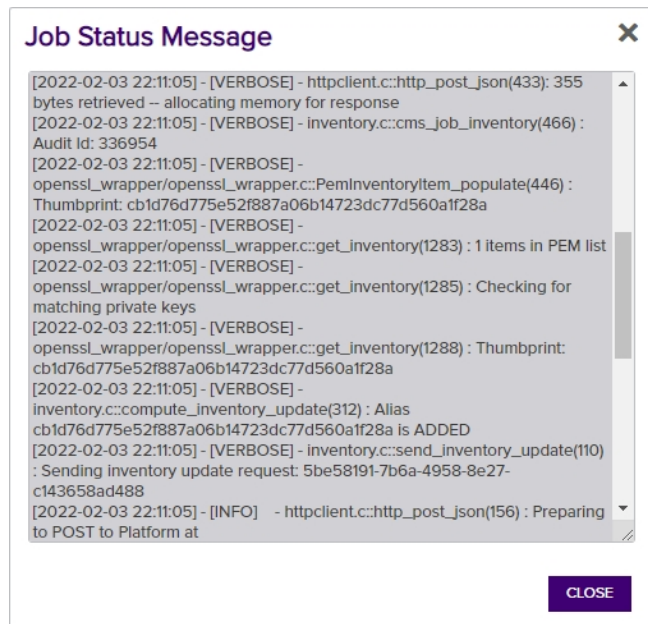 Job Status Message
[2022-02-03 22:11:05] - [VERBOSE] - httpclient.c::http_post_json(433): 355
bytes retrieved -- allocating memory for response
[2022-02-03 22:11:05] - [VERBOSE] - inventory.c::cms_job_inventory(466) :
Audit Id: 336954
[2022-02-03 22:11:05] - [VERBOSE] -
openssl_wrapper/openssl_wrapper.c::PemInventoryItem_populate(446) :
Thumbprint: cb1d76d775e52f887a06b14723dc77d560a1f28a
[2022-02-03 22:11:05] - [VERBOSE] -
openssl_wrapper/openssl_wrapper.c::get_inventory(1283) : 1 items in PEM list
[2022-02-03 22:11:05] - [VERBOSE] -
openssl_wrapper/openssl_wrapper.c::get_inventory(1285) : Checking for
matching private keys
[2022-02-03 22:11:05] - [VERBOSE] -
openssl_wrapper/openssl_wrapper.c::get_inventory(1288) : Thumbprint:
cb1d76d775e52f887a06b14723dc77d560a1f28a
[2022-02-03 22:11:05] - [VERBOSE] -
inventory.c::compute_inventory_update(312) : Alias
cb1d76d775e52f887a06b14723dc77d560a1f28a is ADDED
[2022-02-03 22:11:05] - [VERBOSE] - inventory.c::send_inventory_update(110)
: Sending inventory update request: 5be58191-7b6a-4958-8e27-
c143658ad488
[2022-02-03 22:11:05] - [INFO] - httpclient.c::http_post_json(156) : Preparing
to POST to Platform at
CLOSE